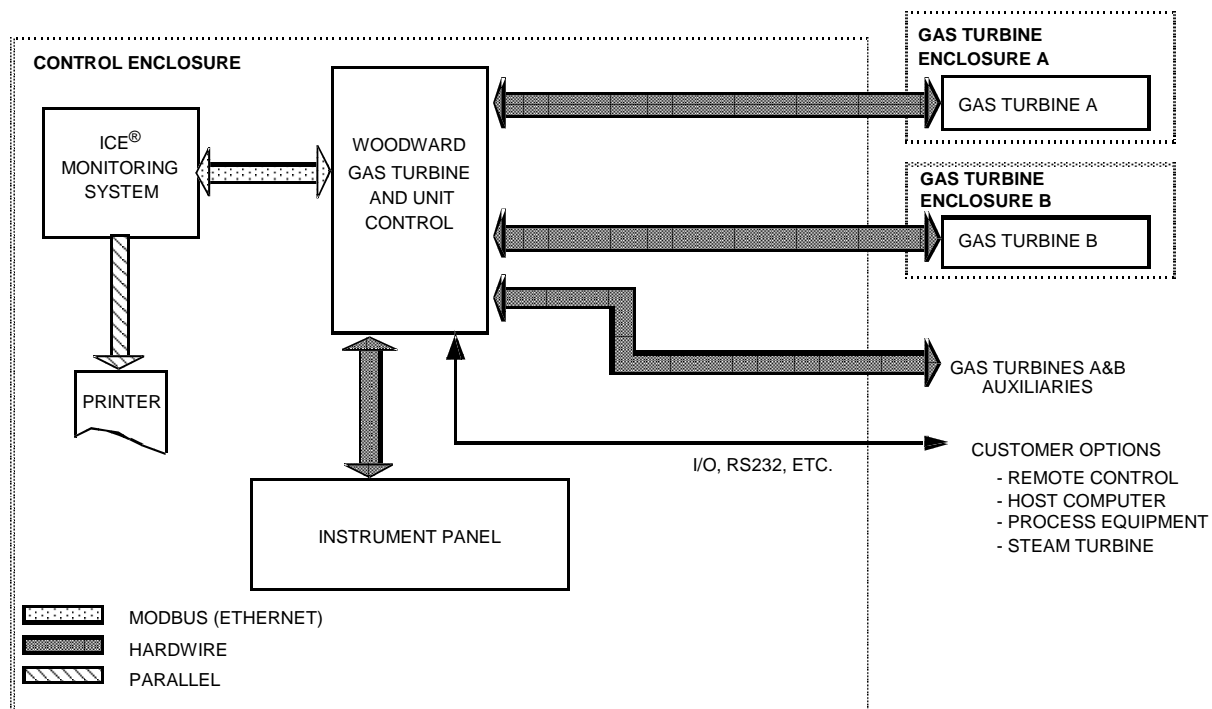 CONTROL ENCLOSURE
ICE®
MONITORING
SYSTEM
PRINTER
WOODWARD
GAS TURBINE
AND UNIT
CONTROL
INSTRUMENT PANEL
GAS TURBINE
ENCLOSURE A
GAS TURBINE A
GAS TURBINE
ENCLOSURE B
GAS TURBINE B
GAS TURBINES A&B
AUXILIARIES
I/O, RS232, ETC.
CUSTOMER OPTIONS
- REMOTE CONTROL
- HOST COMPUTER
- PROCESS EQUIPMENT
- STEAM TURBINE
MODBUS (ETHERNET)
HARDWIRE
PARALLEL